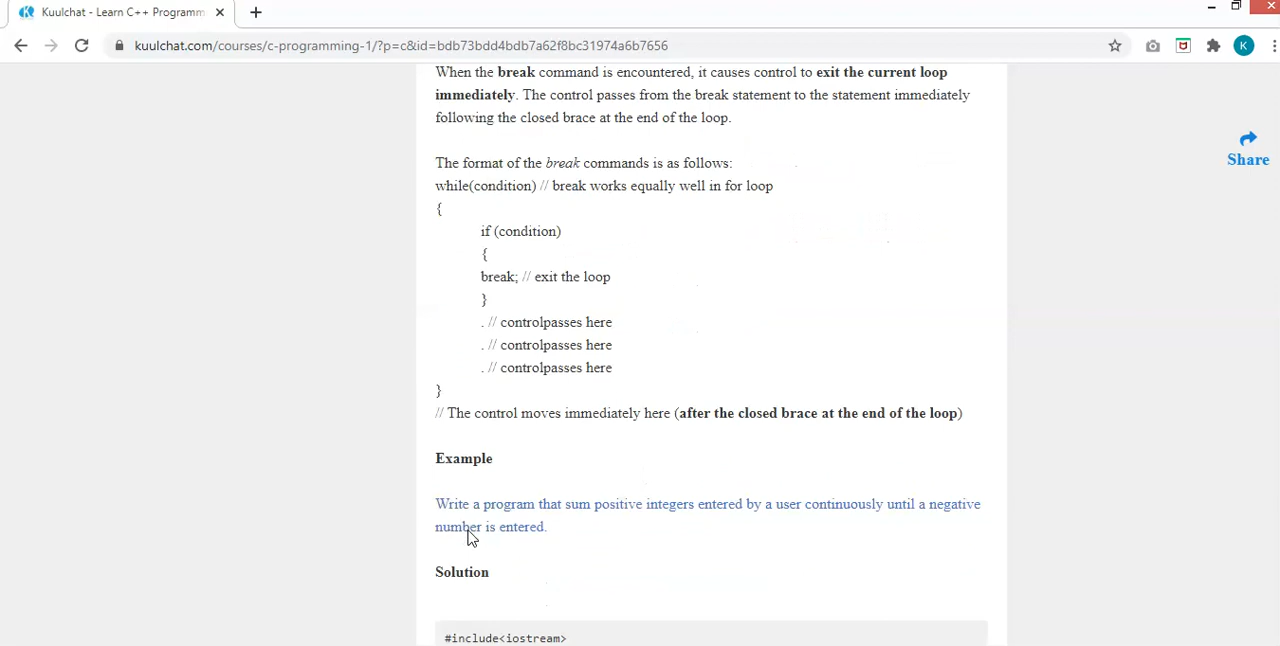 Kuulchat - Learn C++ Programm
kuulchat.com/courses/c-programming-1/?p=c&id=bdb73bdd4bdb7a62f8bc31974a6b7656
K
When the break command is encountered, it causes control to exit the current loop
immediately. The control passes from the break statement to the statement immediately
following the closed brace at the end of the loop.
Share
The format of the break commands is as follows:
while(condition) // break works equally well in for loop
{
if (condition)
{
break; // exit the loop
}
. // controlpasses here
. // controlpasses here
. // controlpasses here
}
// The control moves immediately here (after the closed brace at the end of the loop)
Example
Write a program that sum positive integers entered by a user continuously until a negative
number is entered.
Solution
#include<iostream>